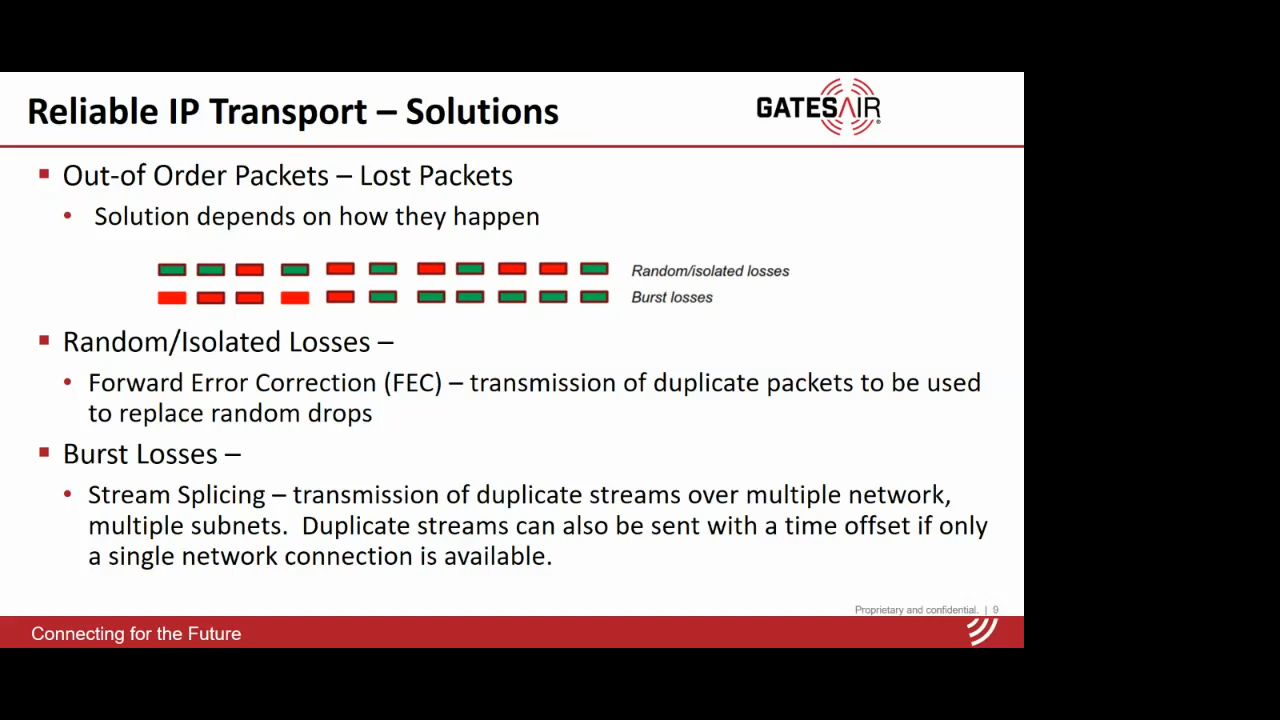 Reliable IP Transport – Solutions
GATESAIR
Out-of Order Packets – Lost Packets
Solution depends on how they happen
Random/isolated losses
Burst losses
Random/Isolated Losses –
Forward Error Correction (FEC) – transmission of duplicate packets to be used
to replace random drops
Burst Losses –
Stream Splicing – transmission of duplicate streams over multiple network,
multiple subnets.  Duplicate streams can also be sent with a time offset if only
a single network connection is available.
Proprietary and confidential. | 9
Connecting for the Future